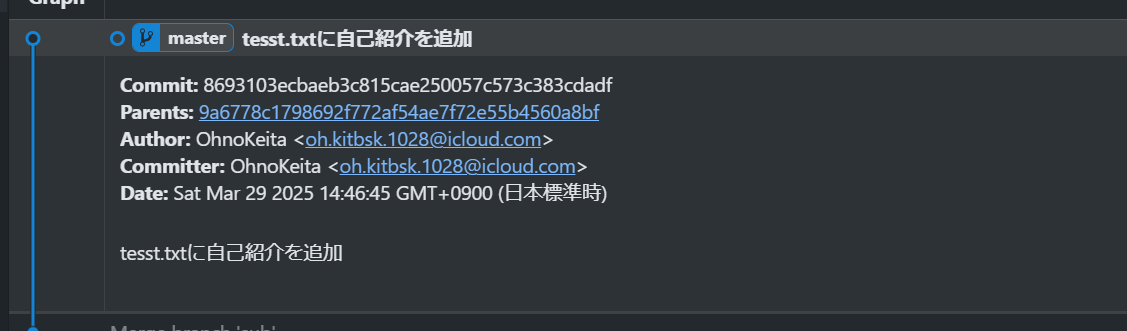 Graph
master tesst.txtに自己紹介を追加
Commit: 8693103ecbaeb3c815cae250057c573c383cdadf
Parents: 9a6778c1798692f772af54ae7f72e55b4560a8bf
Author: OhnoKeita <oh.kitbsk.1028@icloud.com>
Committer: OhnoKeita <oh.kitbsk.1028@icloud.com>
Date: Sat Mar 29 2025 14:46:45 GMT+0900 (日本標準時)
tesst.txtに自己紹介を追加
Merge branch 'sub'